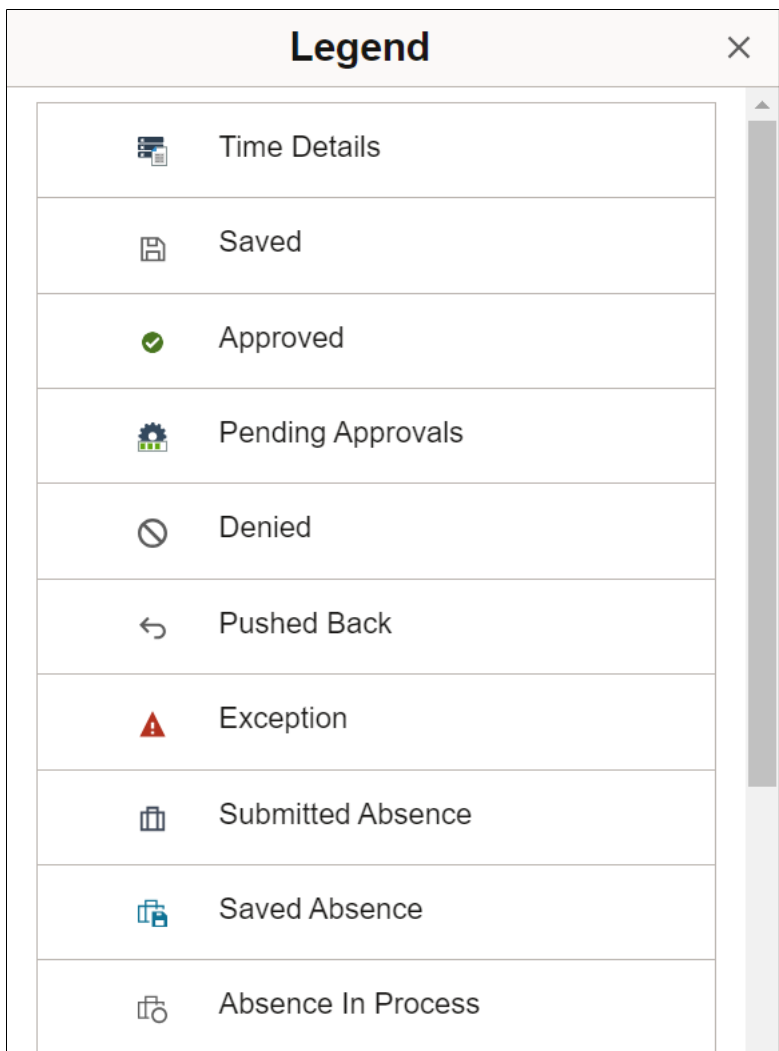 Legend
Time Details
Saved
Approved
Pending Approvals
Denied
Pushed Back
Exception
Submitted Absence
Saved Absence
Absence In Process